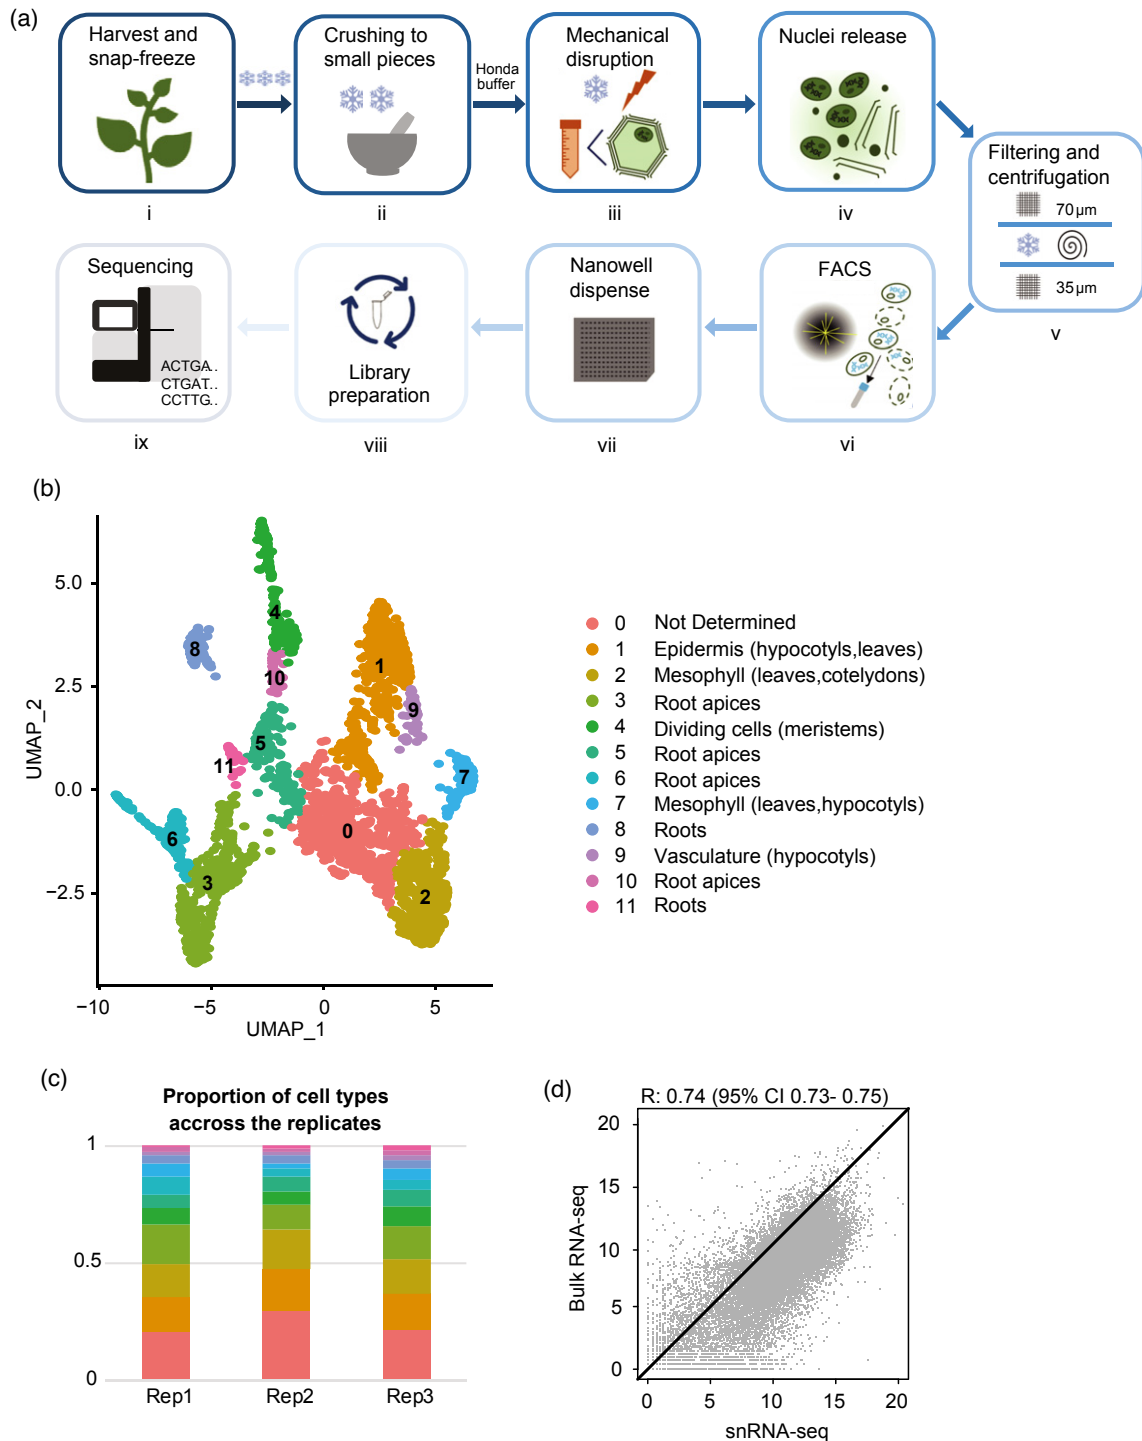 (a)
Harvest and
snap-freeze
i
Crushing to
small pieces
ii
Honda
buffer
Mechanical
disruption
iii
Nuclei release
iv
Filtering and
centrifugation
70 µm
35 µm
v
FACS
vi
Nanowell
dispense
vii
Library
preparation
viii
Sequencing
ACTGA..
CTGAT..
CCTTG..
ix
(b)
UMAP_2
5.0
2.5
0.0
−2.5
−10
−5
0
5
UMAP_1
4
8
10
1
9
5
11
7
0
6
3
2
0 Not Determined
1 Epidermis (hypocotyls,leaves)
2 Mesophyll (leaves,cotelydons)
3 Root apices
4 Dividing cells (meristems)
5 Root apices
6 Root apices
7 Mesophyll (leaves,hypocotyls)
8 Roots
9 Vasculature (hypocotyls)
10 Root apices
11 Roots
(c)
Proportion of cell types
accross the replicates
1
0.5
0
Rep1
Rep2
Rep3
(d)
R: 0.74 (95% CI 0.73- 0.75)
Bulk RNA-seq
20
15
10
5
0
0
5
10
15
20
snRNA-seq